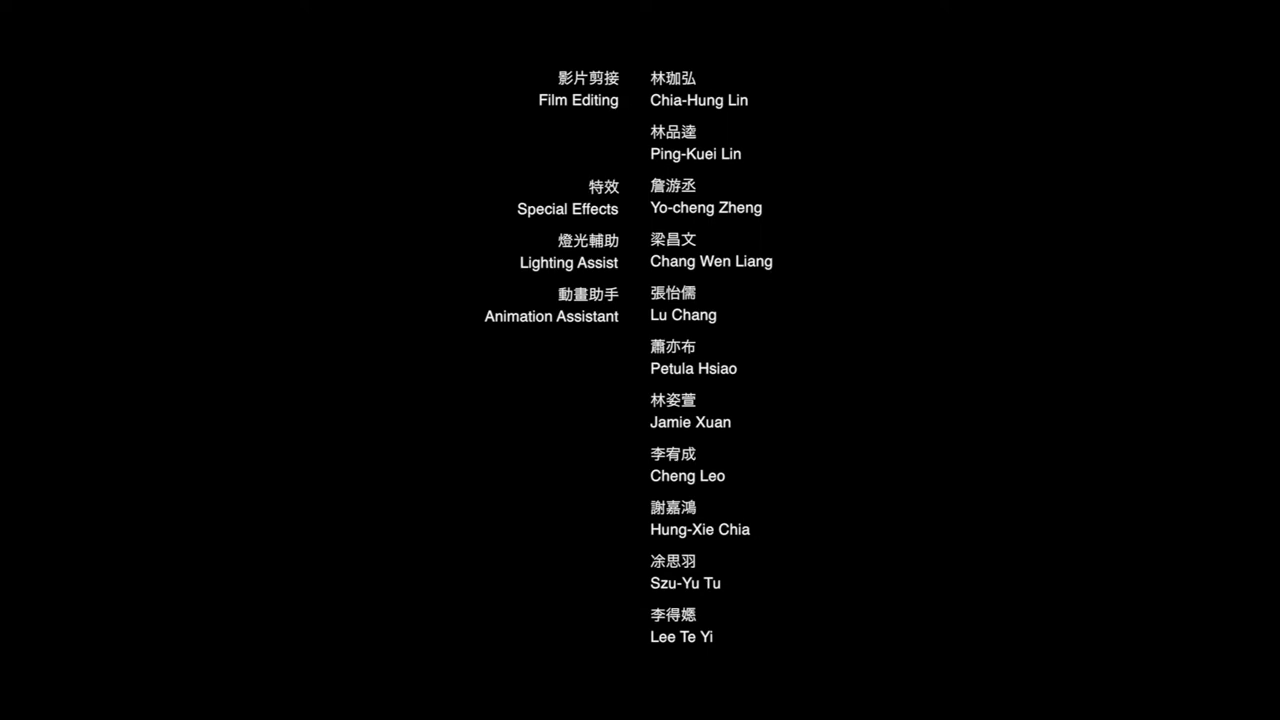 影片剪接 林珈弘
Film Editing Chia-Hung Lin
林品逵
Ping-Kuei Lin
特效 詹游丞
Special Effects Yo-cheng Zheng
燈光輔助 梁昌文
Lighting Assist Chang Wen Liang
動畫助手 張怡儒
Animation Assistant Lu Chang
蕭亦布
Petula Hsiao
林姿萱
Jamie Xuan
李宥成
Cheng Leo
謝嘉鴻
Hung-Xie Chia
凃思羽
Szu-Yu Tu
李得嬺
Lee Te Yi